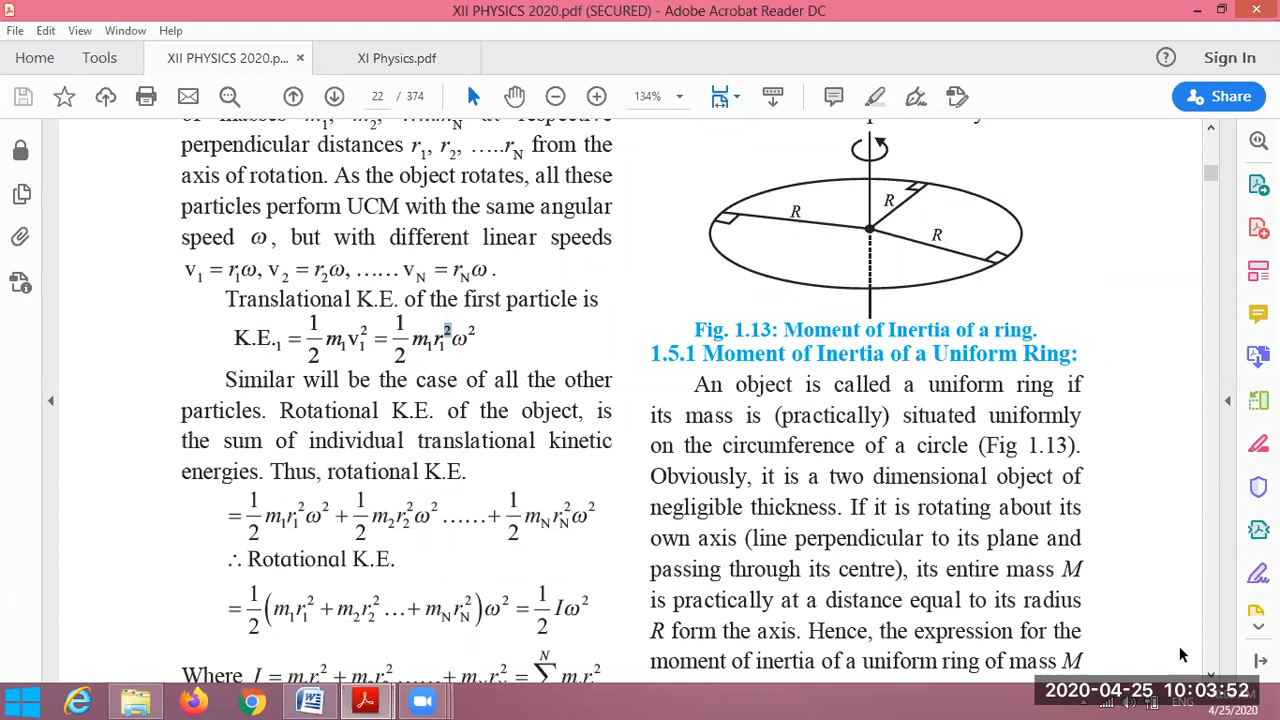 XII PHYSICS 2020.pdf (SECURED) - Adobe Acrobat Reader DC
File Edit View Window Help
Home Tools XII PHYSICS 2020.p... × XI Physics.pdf Sign In
22 / 374 134% Share
perpendicular distances r₁, r₂, …..r_N from the
axis of rotation. As the object rotates, all these
particles perform UCM with the same angular
speed ω, but with different linear speeds
v₁ = r₁ω, v₂ = r₂ω, …… v_N = r_Nω .
Translational K.E. of the first particle is
K.E.₁ = 1/2 m₁v₁² = 1/2 m₁r₁²ω²
Similar will be the case of all the other
particles. Rotational K.E. of the object, is
the sum of individual translational kinetic
energies. Thus, rotational K.E.
= 1/2 m₁r₁²ω² + 1/2 m₂r₂²ω² ……+ 1/2 m_N r_N²ω²
∴ Rotational K.E.
= 1/2 (m₁r₁² + m₂r₂² … + m_N r_N²) ω² = 1/2 Iω²
R
R
R
Fig. 1.13: Moment of Inertia of a ring.
1.5.1 Moment of Inertia of a Uniform Ring:
An object is called a uniform ring if
its mass is (practically) situated uniformly
on the circumference of a circle (Fig 1.13).
Obviously, it is a two dimensional object of
negligible thickness. If it is rotating about its
own axis (line perpendicular to its plane and
passing through its centre), its entire mass M
is practically at a distance equal to its radius
R form the axis. Hence, the expression for the
moment of inertia of a uniform ring of mass M
2020-04-25 10:03:52
ENG
4/25/2020